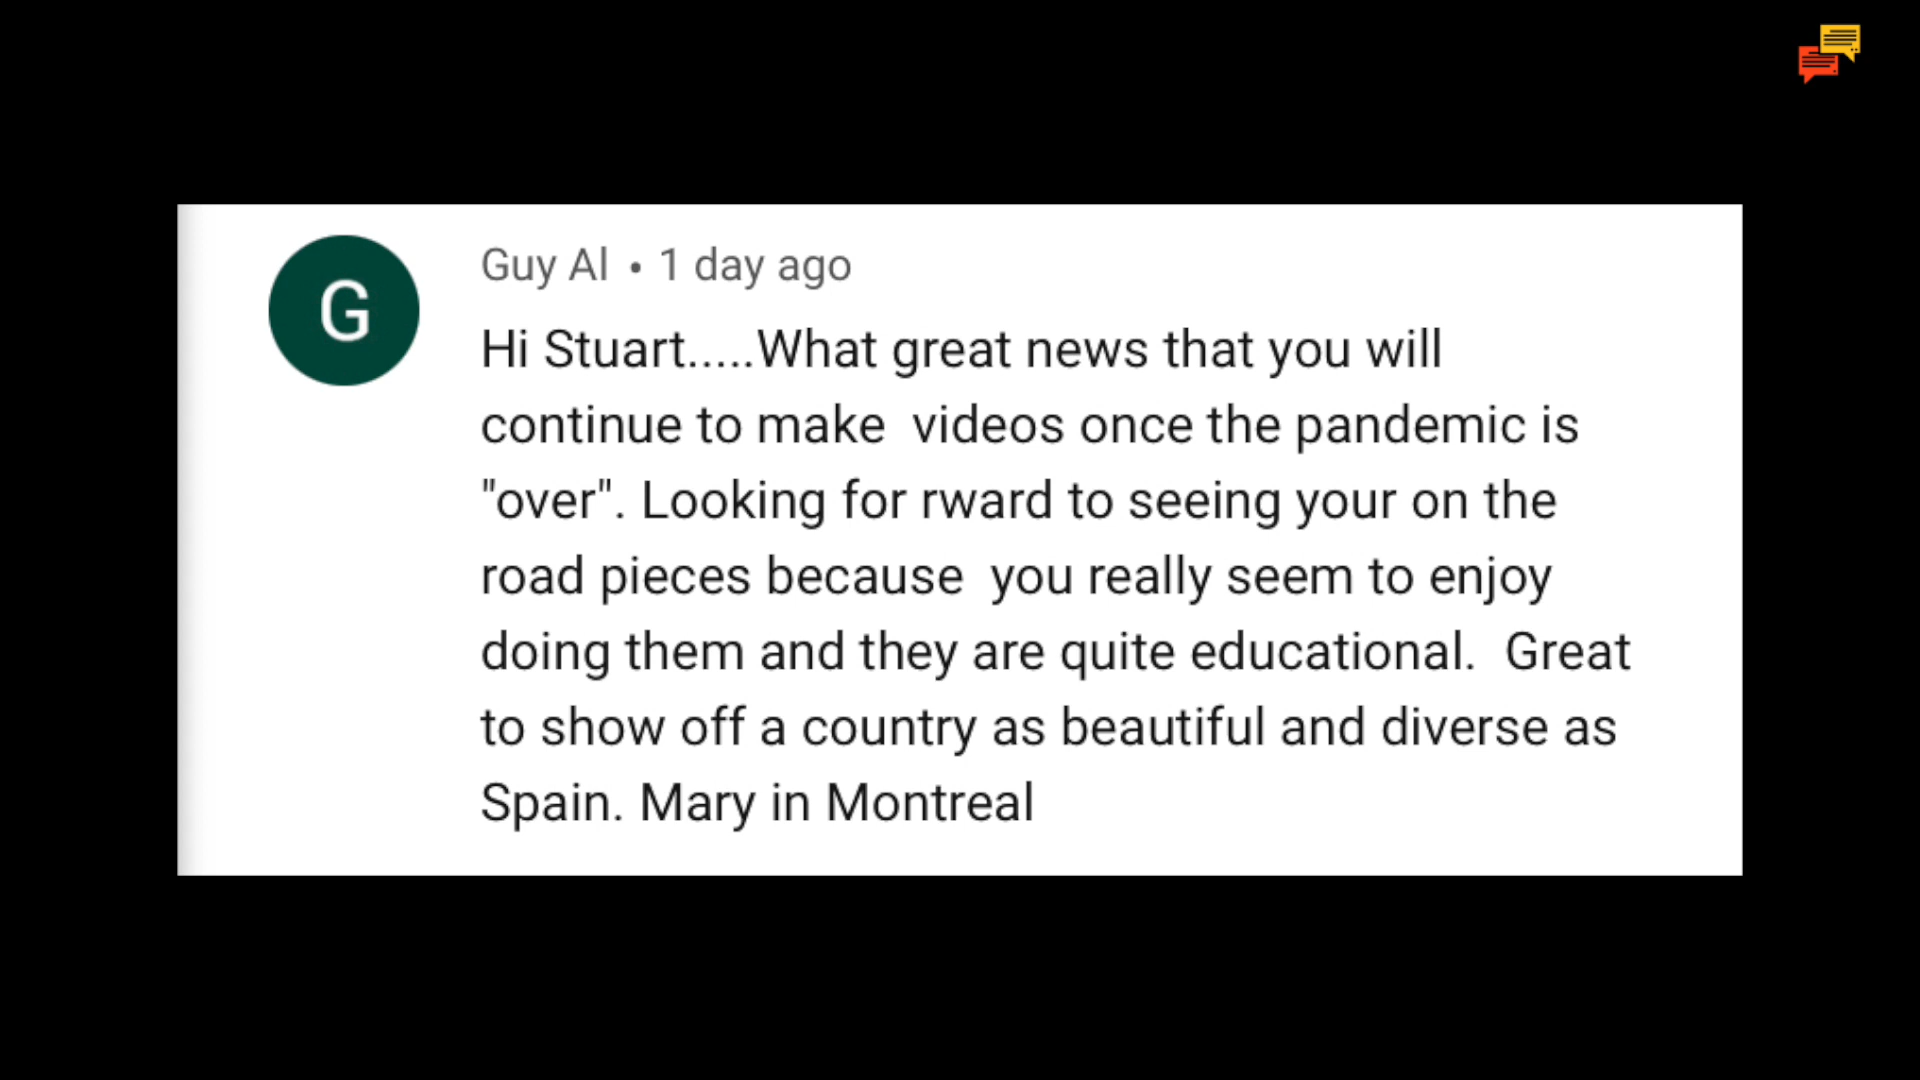 G
Guy Al • 1 day ago
Hi Stuart.....What great news that you will
continue to make  videos once the pandemic is
"over". Looking for rward to seeing your on the
road pieces because  you really seem to enjoy
doing them and they are quite educational.  Great
to show off a country as beautiful and diverse as
Spain. Mary in Montreal